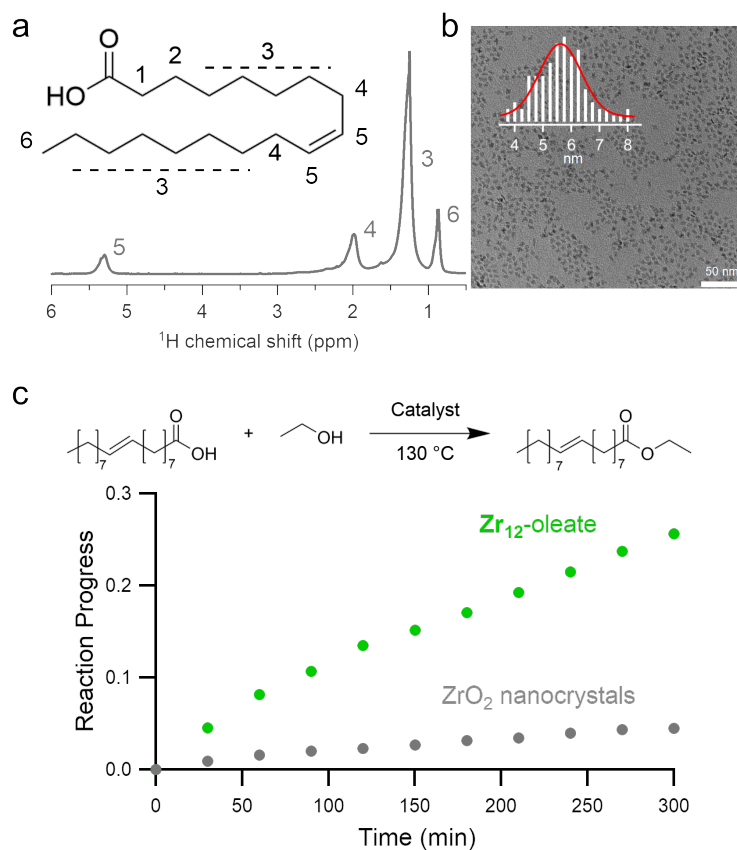 a
O
HO
1
2
3
4
5
5
4
3
6
5
4
3
6
6 5 4 3 2 1
¹H chemical shift (ppm)
b
4 5 6 7 8
nm
50 nm
c
O
OH
7
7
+
OH
Catalyst
130 °C
O
O
7
7
Reaction Progress
0.3
0.2
0.1
0.0
Zr₁₂-oleate
ZrO₂ nanocrystals
0 50 100 150 200 250 300
Time (min)